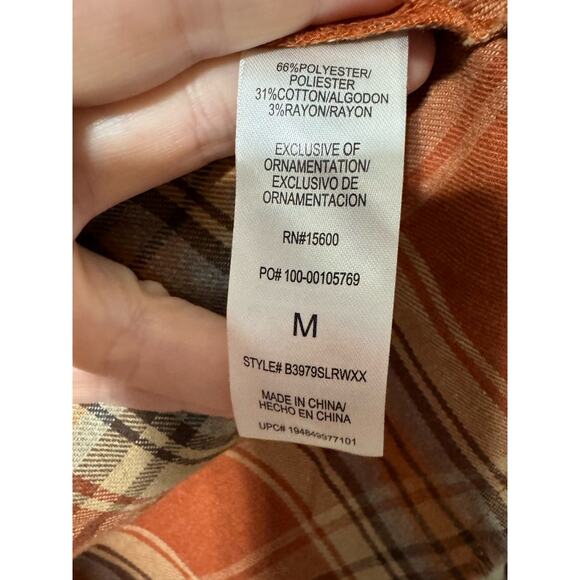 66%POLYESTER/
POLIESTER
31%COTTON/ALGODON
3%RAYON/RAYON
EXCLUSIVE OF
ORNAMENTATION/
EXCLUSIVO DE
ORNAMENTACION
RN#15600
PO# 100-00105769
M
STYLE# B3979SLRWXX
MADE IN CHINA/
HECHO EN CHINA
UPC# 194849977101